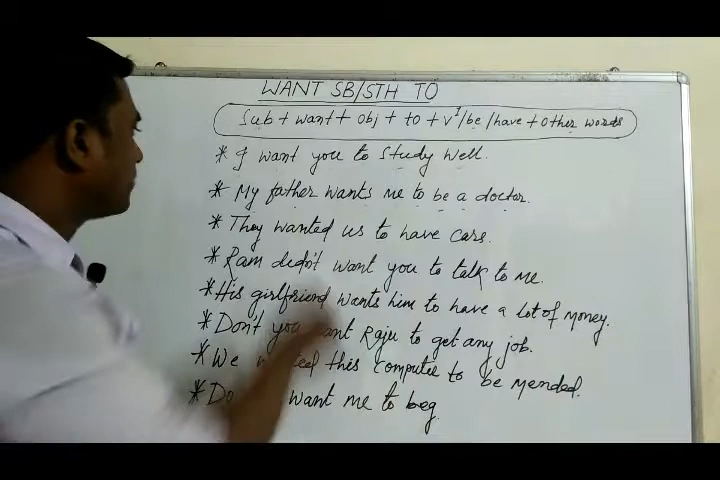 WANT SB/STH TO
Sub + want + Obj + to + V¹/be/have + Other words
* I want you to study well.
* My father wants me to be a doctor.
* They wanted us to have cars.
* Ram didn't want you to talk to me.
* His girlfriend wants him to have a lot of money.
* Don't you want Raju to get any job.
* We this computer to be mended.
* Do want me to beg